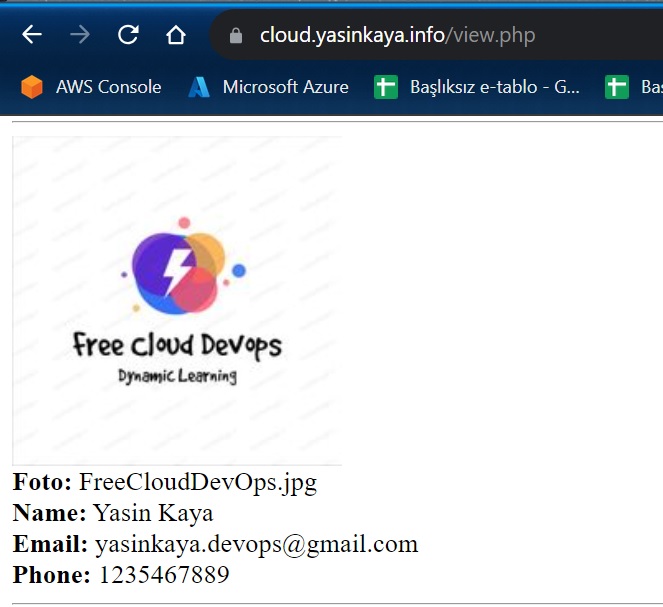 cloud.yasinkaya.info/view.php
AWS Console Microsoft Azure Başlıksız e-tablo - G...
Free Cloud Devops
Dynamic Learning
Foto: FreeCloudDevOps.jpg
Name: Yasin Kaya
Email: yasinkaya.devops@gmail.com
Phone: 1235467889